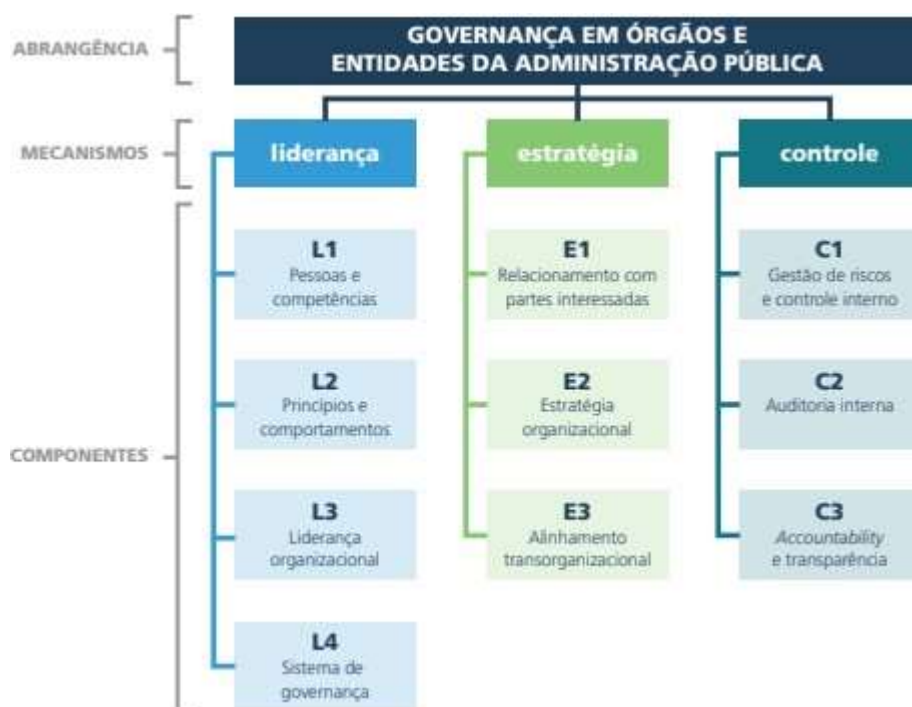 ABRANGÊNCIA
GOVERNANÇA EM ÓRGÃOS E
ENTIDADES DA ADMINISTRAÇÃO PÚBLICA
MECANISMOS
liderança
estratégia
controle
COMPONENTES
L1
Pessoas e
competências
L2
Princípios e
comportamentos
L3
Liderança
organizacional
L4
Sistema de
governança
E1
Relacionamento com
partes interessadas
E2
Estratégia
organizacional
E3
Alinhamento
transorganizacional
C1
Gestão de riscos
e controle interno
C2
Auditoria interna
C3
Accountability
e transparência